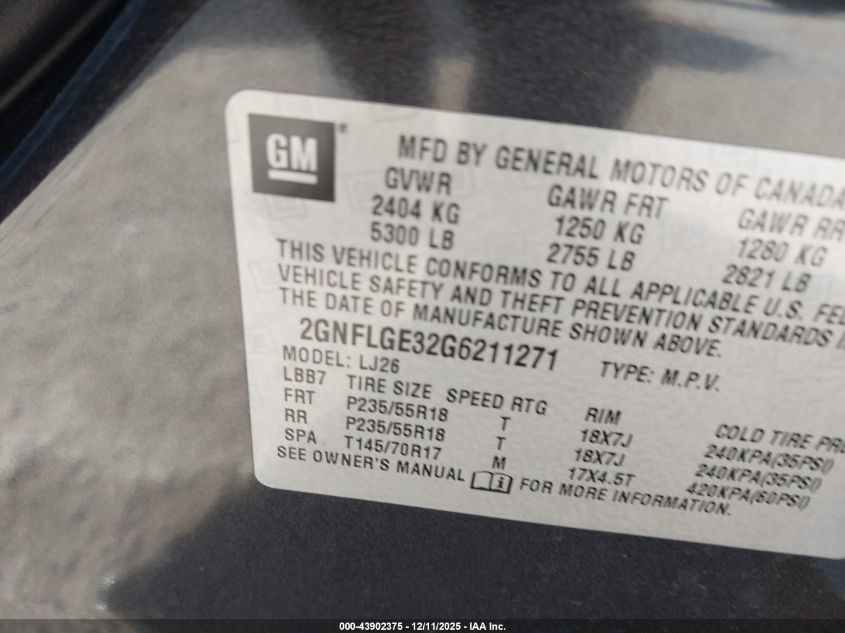 GM ®
MFD BY GENERAL MOTORS OF CANADA
GVWR GAWR FRT GAWR RR
2404 KG 1250 KG 1280 KG
5300 LB 2755 LB 2821 LB
THIS VEHICLE CONFORMS TO ALL APPLICABLE U.S. FE
VEHICLE SAFETY AND THEFT PREVENTION STANDARDS
THE DATE OF MANUFACTURE SHOWN ABOVE.
2GNFLGE32G6211271 TYPE: M.P.V.
MODEL: LJ26
LBB7 TIRE SIZE SPEED RTG RIM COLD TIRE PRE
FRT P235/55R18 T 18X7J 240KPA(35PSI)
RR P235/55R18 T 18X7J 240KPA(35PSI)
SPA T145/70R17 M 17X4.5T 420KPA(60PSI)
SEE OWNER'S MANUAL FOR MORE INFORMATION.
000-43902375 - 12/11/2025 - IAA Inc.